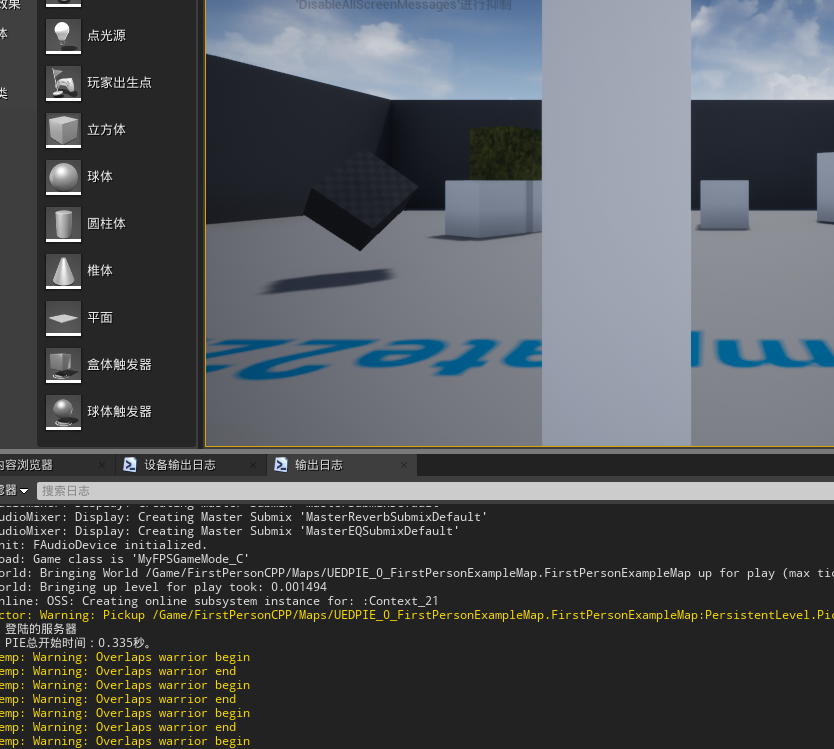 效果
体
类
点光源
玩家出生点
立方体
球体
圆柱体
椎体
平面
盒体触发器
球体触发器
'DisableAllScreenMessages'进行抑制
内容浏览器
设备输出日志
输出日志
滤器
搜索日志
udioMixer: Display: Creating Master Submix 'MasterSubmixDefault'
udioMixer: Display: Creating Master Submix 'MasterReverbSubmixDefault'
udioMixer: Display: Creating Master Submix 'MasterEQSubmixDefault'
nit: FAudioDevice initialized.
oad: Game class is 'MyFPSGameMode_C'
orld: Bringing World /Game/FirstPersonCPP/Maps/UEDPIE_0_FirstPersonExampleMap.FirstPersonExampleMap up for play (max tic
orld: Bringing up level for play took: 0.001494
nline: OSS: Creating online subsystem instance for: :Context_21
ctor: Warning: Pickup /Game/FirstPersonCPP/Maps/UEDPIE_0_FirstPersonExampleMap.FirstPersonExampleMap:PersistentLevel.Pic
登陆的服务器
PIE总开始时间：0.335秒。
emp: Warning: Overlaps warrior begin
emp: Warning: Overlaps warrior end
emp: Warning: Overlaps warrior begin
emp: Warning: Overlaps warrior end
emp: Warning: Overlaps warrior begin
emp: Warning: Overlaps warrior end
emp: Warning: Overlaps warrior begin